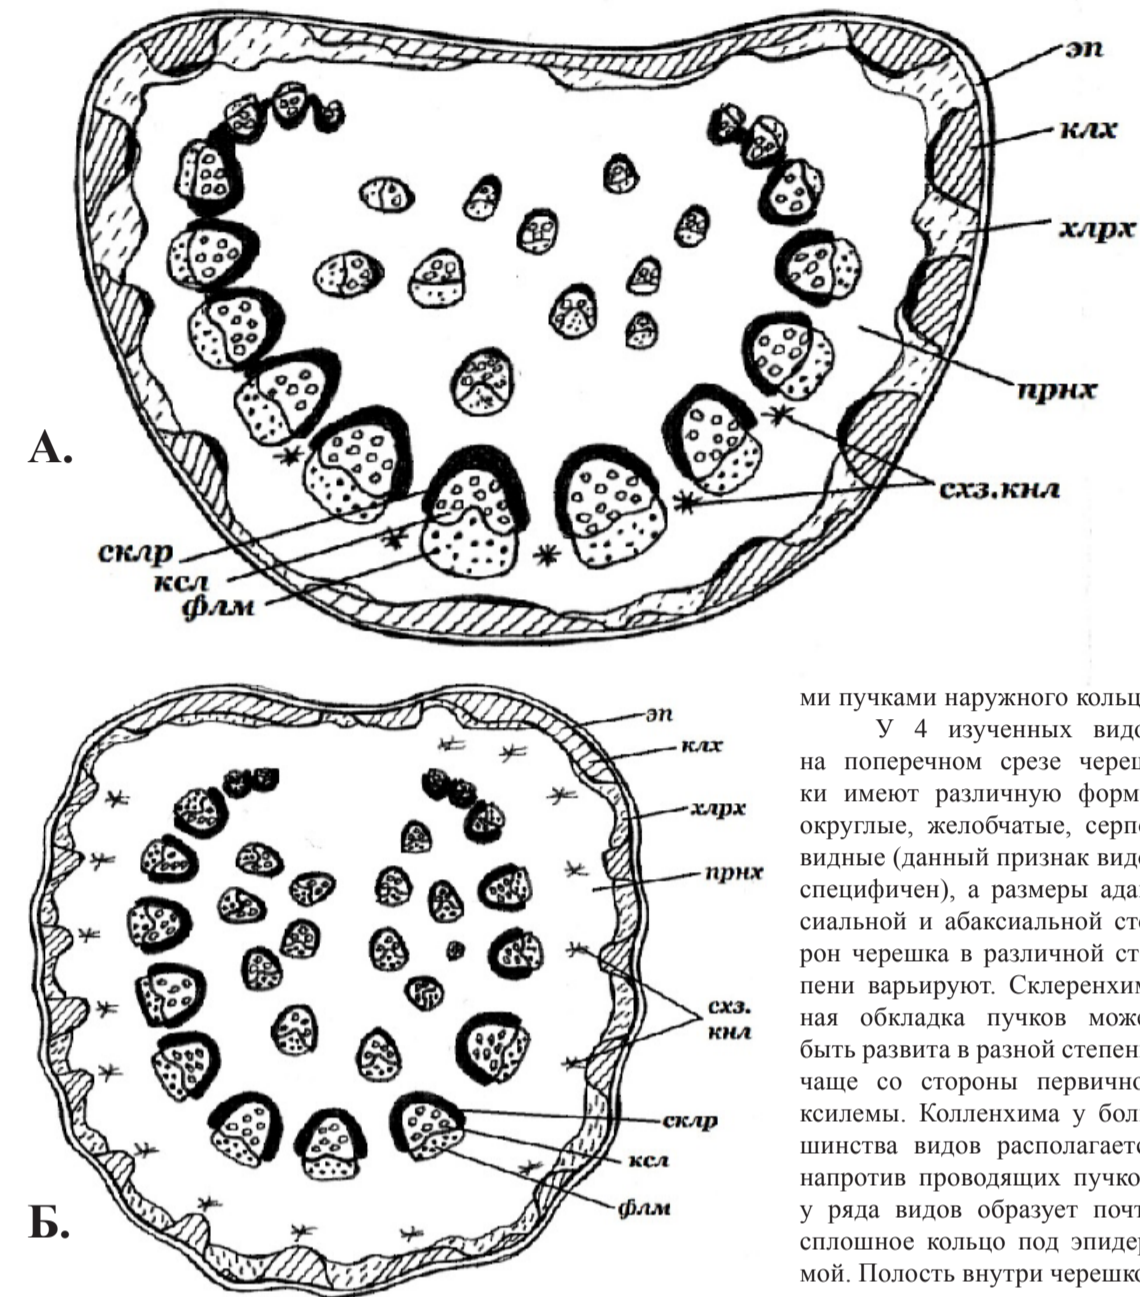 эп
клх
хлрх
прнх
А.
схз.кнл
склр
ксл
флм
эп
клх
хлрх
прнх
схз.
кнл
склр
ксл
флм
Б.
ми пучками наружного кольц
У 4 изученных видо
на поперечном срезе череш
ки имеют различную форм
округлые, желобчатые, серпо
видные (данный признак видо
специфичен), а размеры адак
сиальной и абаксиальной сто
рон черешка в различной сте
пени варьируют. Склеренхим
ная обкладка пучков може
быть развита в разной степени
чаще со стороны первично
ксилемы. Колленхима у боль
шинства видов располагаетс
напротив проводящих пучко
у ряда видов образует почт
сплошное кольцо под эпидер
мой. Полость внутри черешко